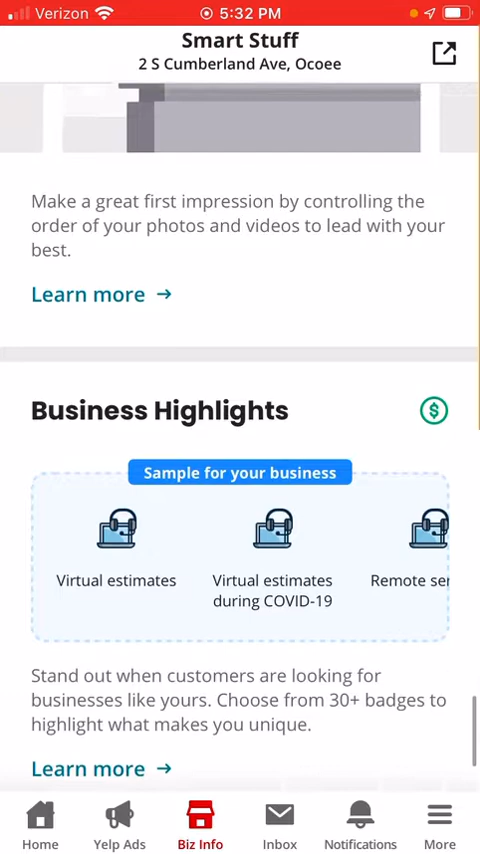 Verizon 5:32 PM
Smart Stuff
2 S Cumberland Ave, Ocoee
Make a great first impression by controlling the
order of your photos and videos to lead with your
best.
Learn more →
Business Highlights
$
Sample for your business
Virtual estimates
Virtual estimates
during COVID-19
Remote ser
Stand out when customers are looking for
businesses like yours. Choose from 30+ badges to
highlight what makes you unique.
Learn more →
Home Yelp Ads Biz Info Inbox Notifications More